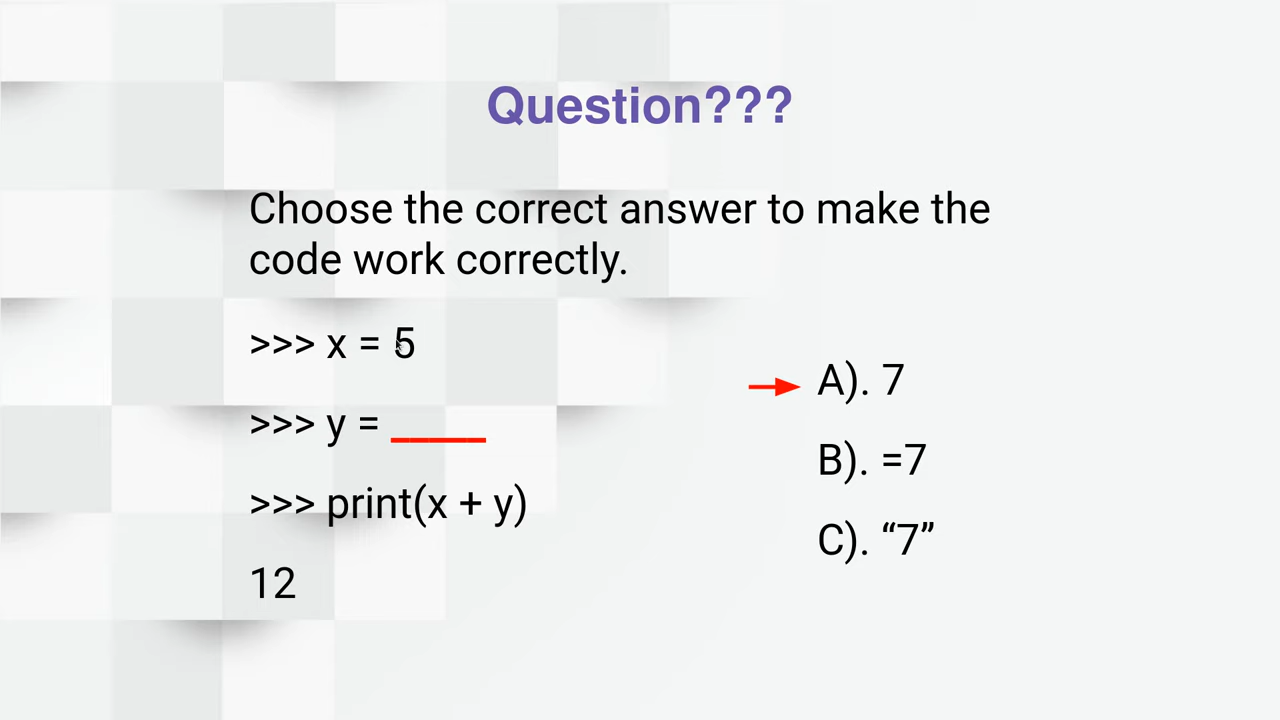 Question???
Choose the correct answer to make the
code work correctly.
>>> x = 5
>>> y = _____
>>> print(x + y)
12
A). 7
B). =7
C). “7”